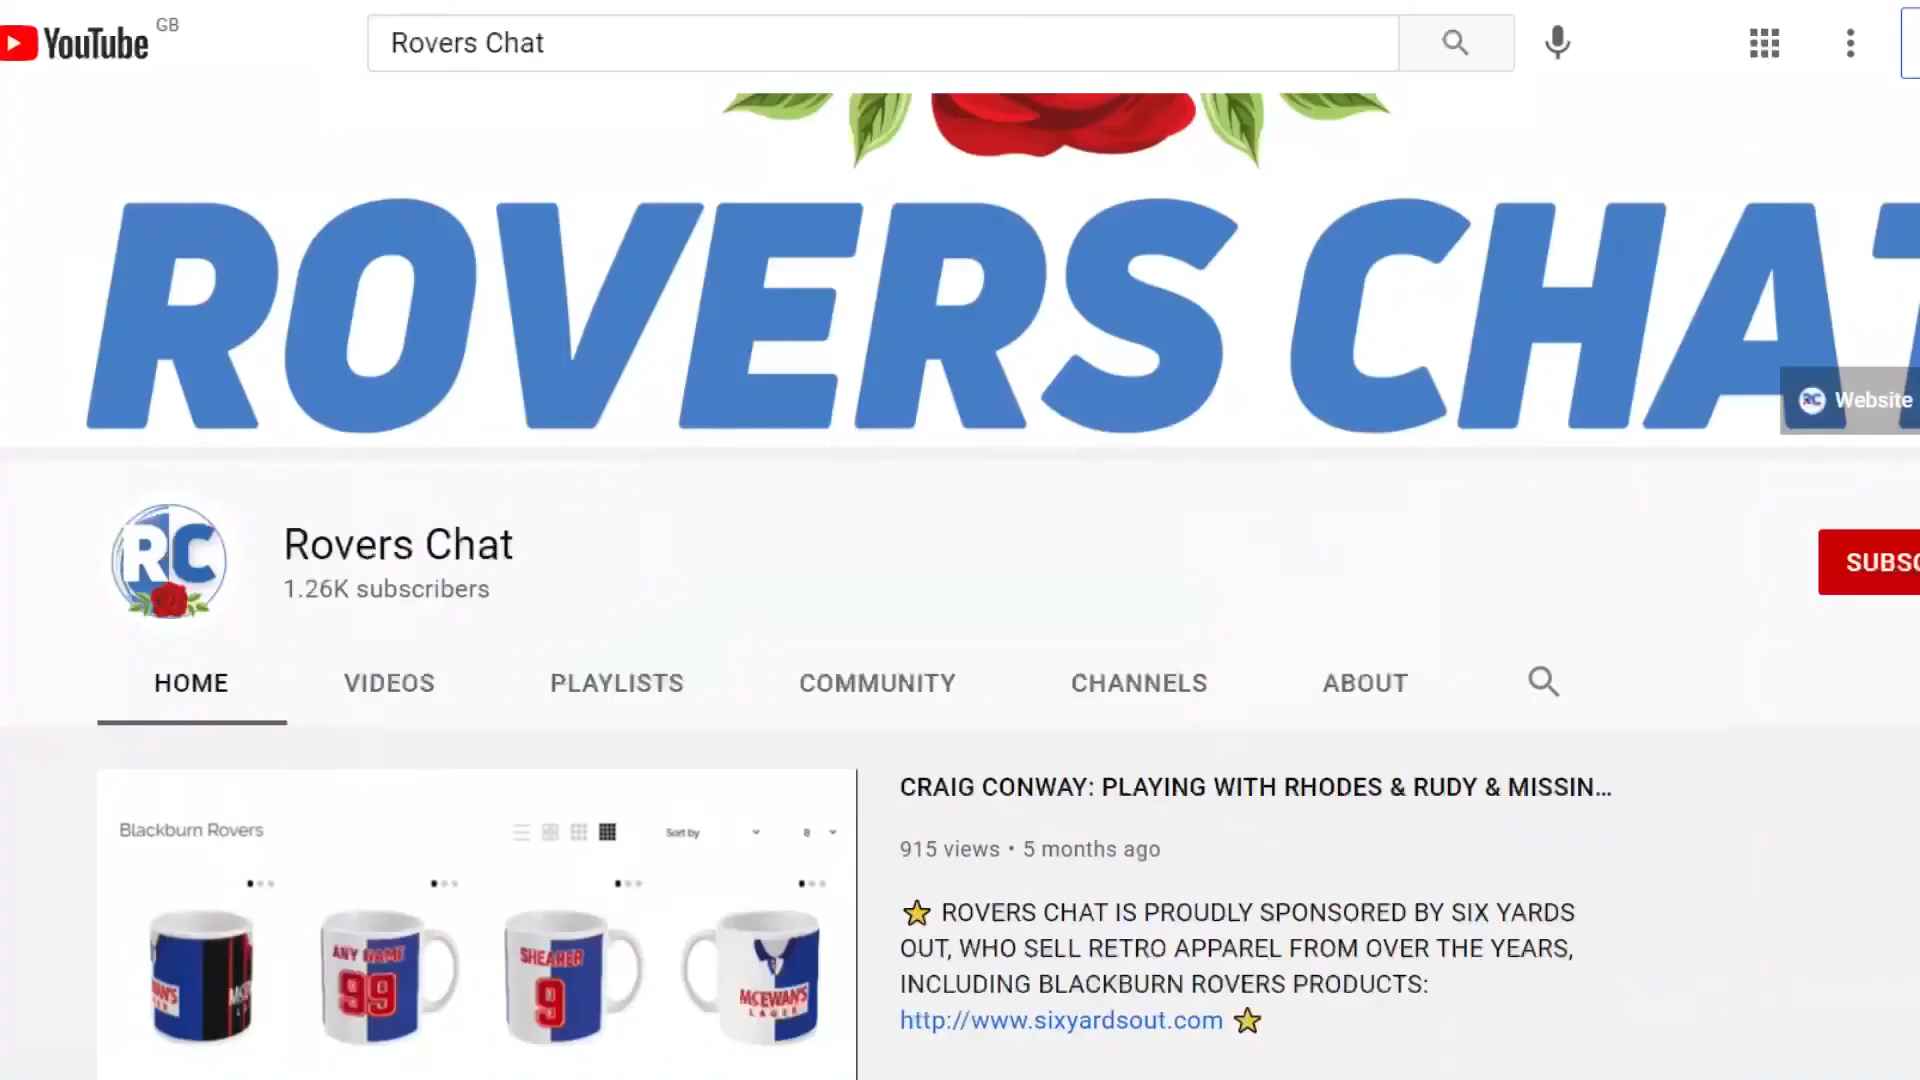 YouTube GB
Rovers Chat
ROVERS CHAT
RC Website
RC
Rovers Chat
1.26K subscribers
SUBSC
HOME VIDEOS PLAYLISTS COMMUNITY CHANNELS ABOUT
Blackburn Rovers
Sort by
8
ANY NAME
99
SHEARER
9
MCEWAN'S
LAGER
CRAIG CONWAY: PLAYING WITH RHODES & RUDY & MISSIN...
915 views • 5 months ago
ROVERS CHAT IS PROUDLY SPONSORED BY SIX YARDS
OUT, WHO SELL RETRO APPAREL FROM OVER THE YEARS,
INCLUDING BLACKBURN ROVERS PRODUCTS:
http://www.sixyardsout.com